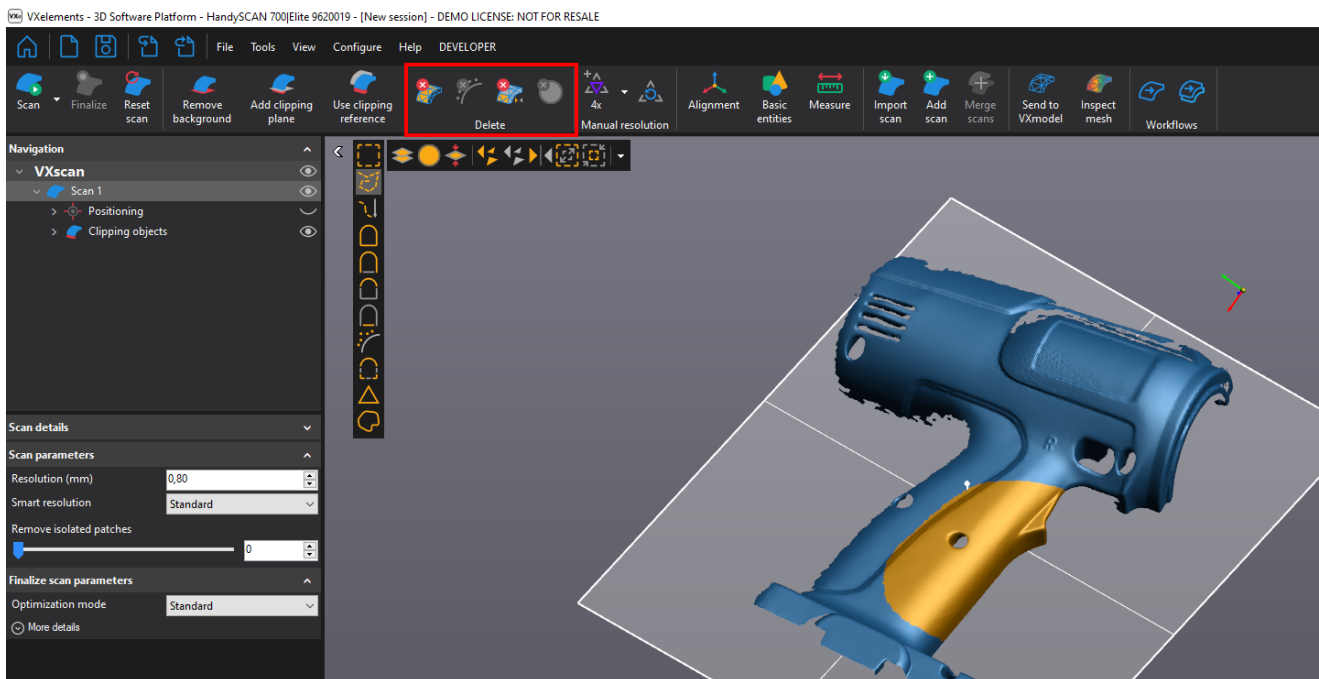 VXelements - 3D Software Platform - HandySCAN 700|Elite 9620019 - [New session] - DEMO LICENSE: NOT FOR RESALE
File Tools View Configure Help DEVELOPER
Scan
Finalize
Reset
scan
Remove
background
Add clipping
plane
Use clipping
reference
Delete
4x
Manual resolution
Alignment
Basic
entities
Measure
Import
scan
Add
scan
Merge
scans
Send to
VXmodel
Inspect
mesh
Workflows
Navigation
VXscan
Scan 1
Positioning
Clipping objects
Scan details
Scan parameters
Resolution (mm) 0,80
Smart resolution Standard
Remove isolated patches
0
Finalize scan parameters
Optimization mode Standard
More details